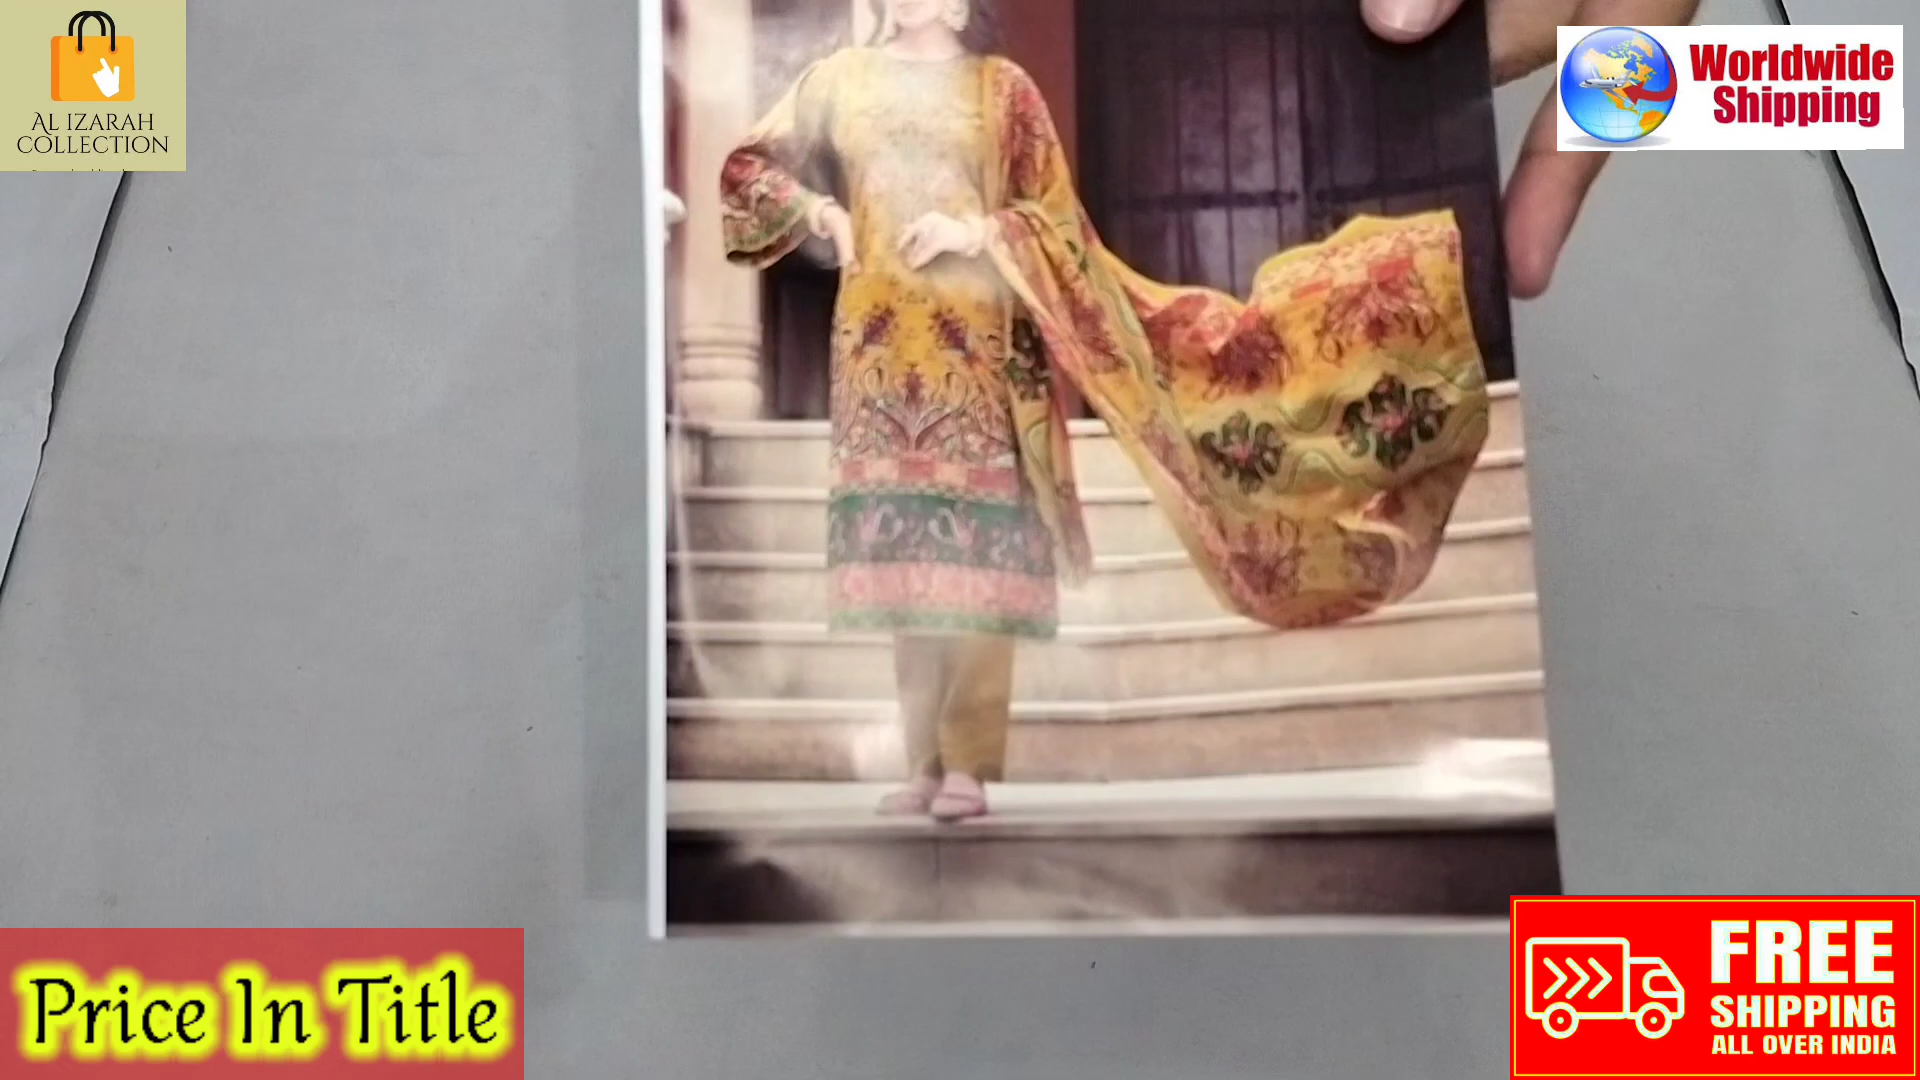 AL IZARAH
COLLECTION
Worldwide
Shipping
Price In Title
FREE
SHIPPING
ALL OVER INDIA